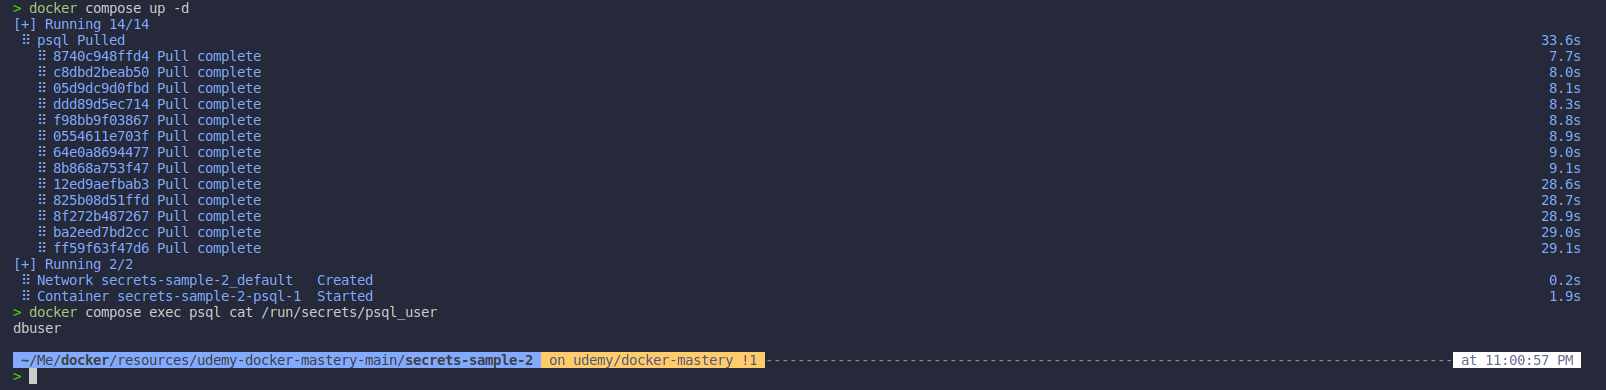 > docker compose up -d
[+] Running 14/14
⠿ psql Pulled 33.6s
⠿ 8740c948ffd4 Pull complete 7.7s
⠿ c8dbd2beab50 Pull complete 8.0s
⠿ 05d9dc9d0fbd Pull complete 8.1s
⠿ ddd89d5ec714 Pull complete 8.3s
⠿ f98bb9f03867 Pull complete 8.8s
⠿ 0554611e703f Pull complete 8.9s
⠿ 64e0a8694477 Pull complete 9.0s
⠿ 8b868a753f47 Pull complete 9.1s
⠿ 12ed9aefbab3 Pull complete 28.6s
⠿ 825b08d51ffd Pull complete 28.7s
⠿ 8f272b487267 Pull complete 28.9s
⠿ ba2eed7bd2cc Pull complete 29.0s
⠿ ff59f63f47d6 Pull complete 29.1s
[+] Running 2/2
⠿ Network secrets-sample-2_default Created 0.2s
⠿ Container secrets-sample-2-psql-1 Started 1.9s
> docker compose exec psql cat /run/secrets/psql_user
dbuser
~/Me/docker/resources/udemy-docker-mastery-main/secrets-sample-2 on udemy/docker-mastery !1 at 11:00:57 PM
>